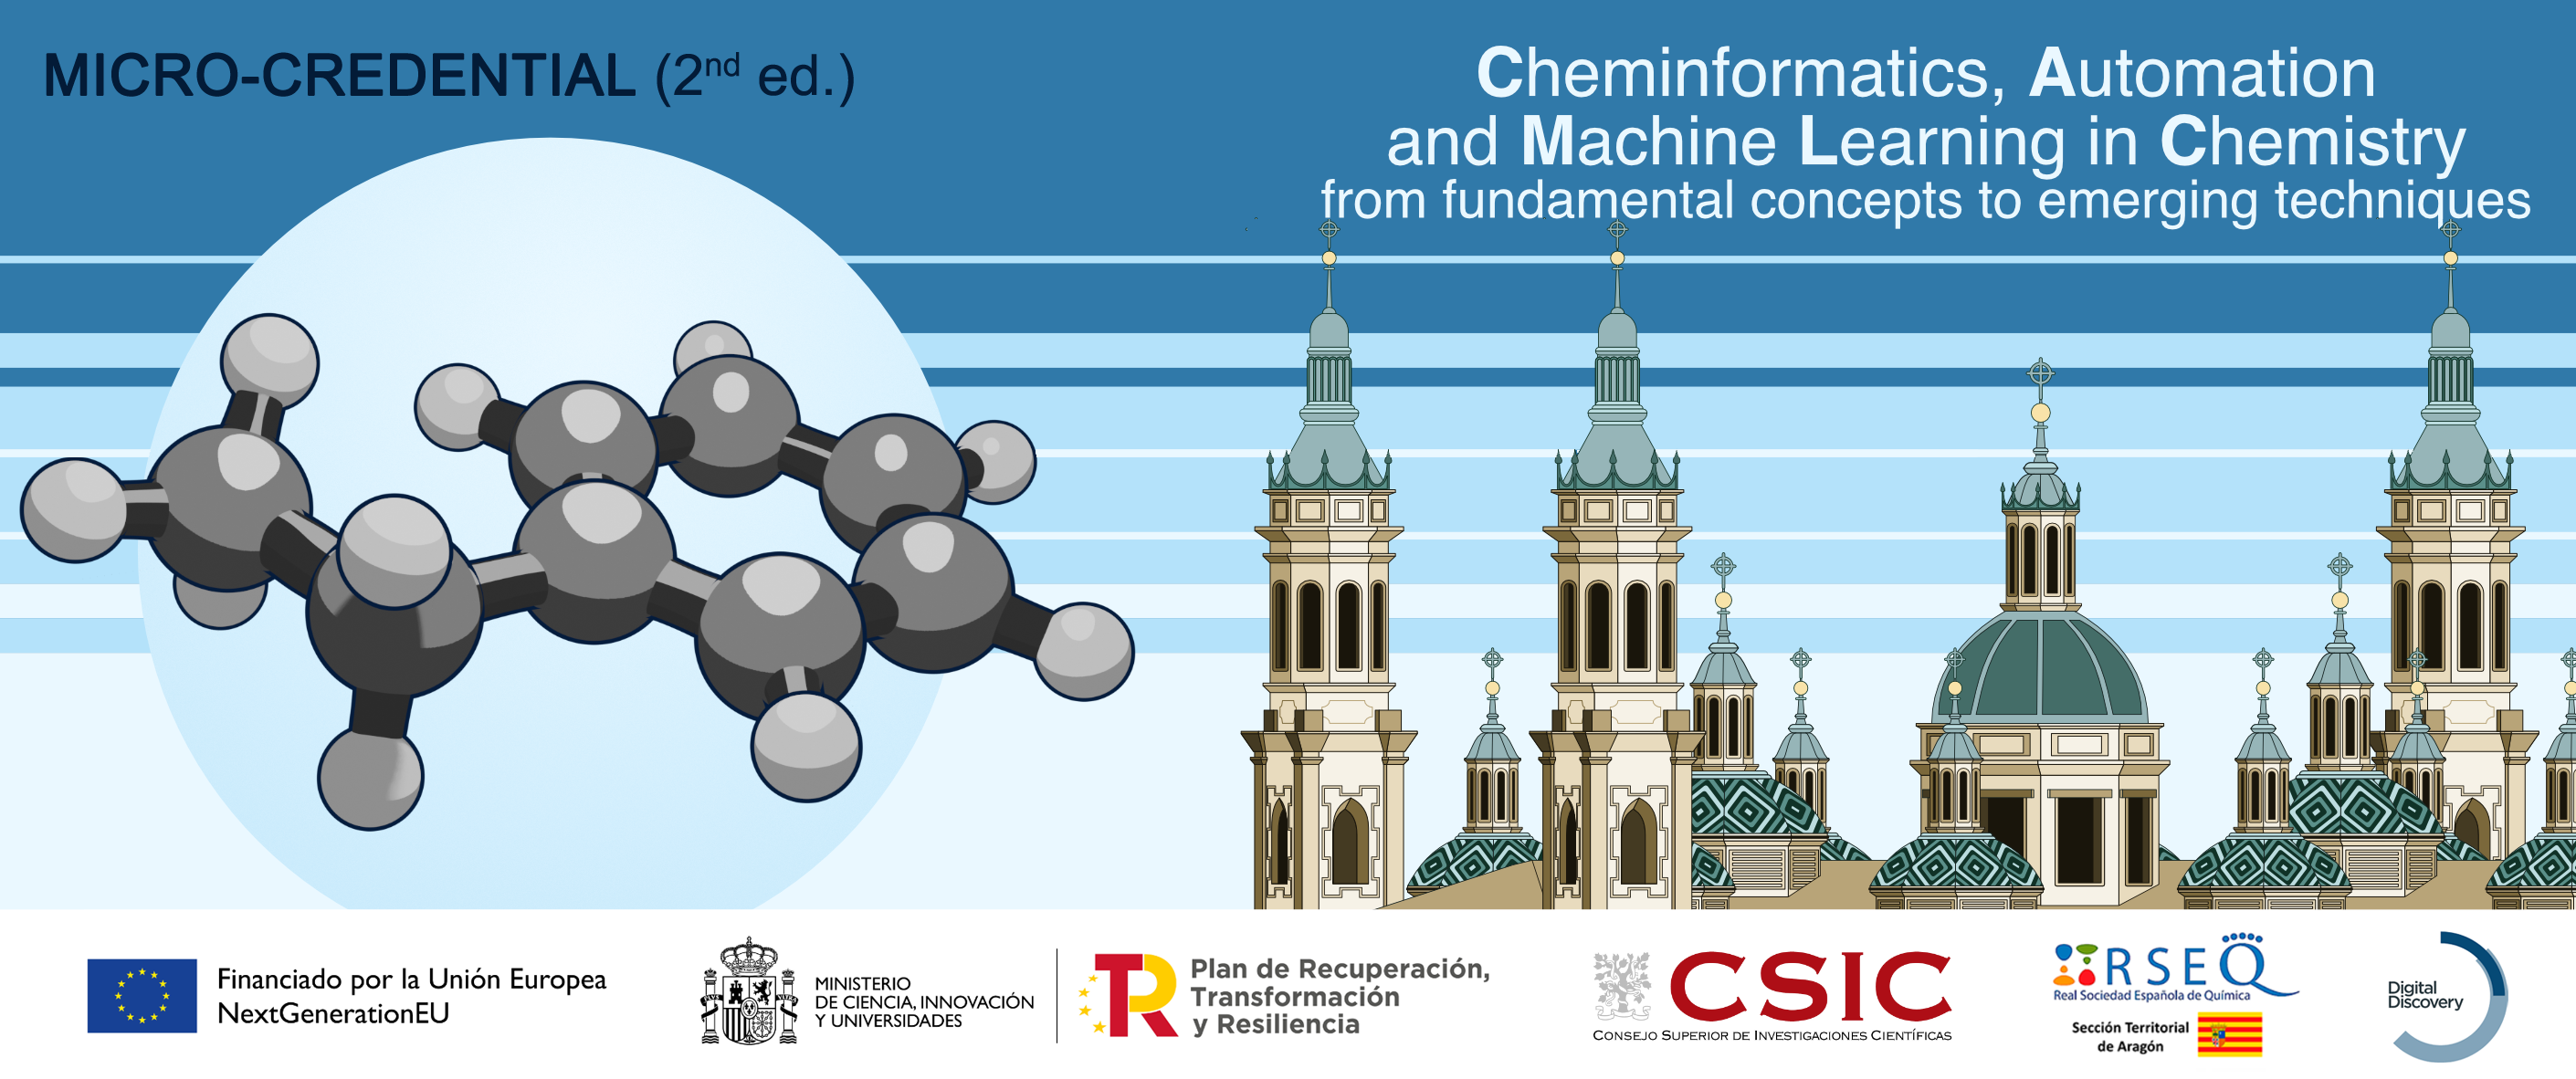 MICRO-CREDENTIAL (2nd ed.)
Cheminformatics, Automation
and Machine Learning in Chemistry
from fundamental concepts to emerging techniques
Financiado por la Unión Europea
NextGenerationEU
MINISTERIO
DE CIENCIA, INNOVACIÓN
Y UNIVERSIDADES
TR
Plan de Recuperación,
Transformación
y Resiliencia
CSIC
CONSEJO SUPERIOR DE INVESTIGACIONES CIENTÍFICAS
RSEQ
Real Sociedad Española de Química
Sección Territorial
de Aragón
Digital
Discovery